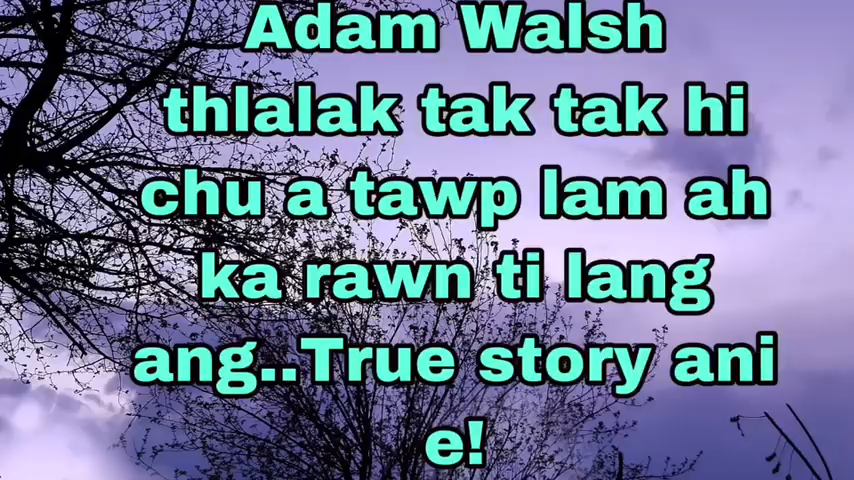 Adam Walsh
thlalak tak tak hi
chu a tawp lam ah
ka rawn ti lang
ang..True story ani
e!